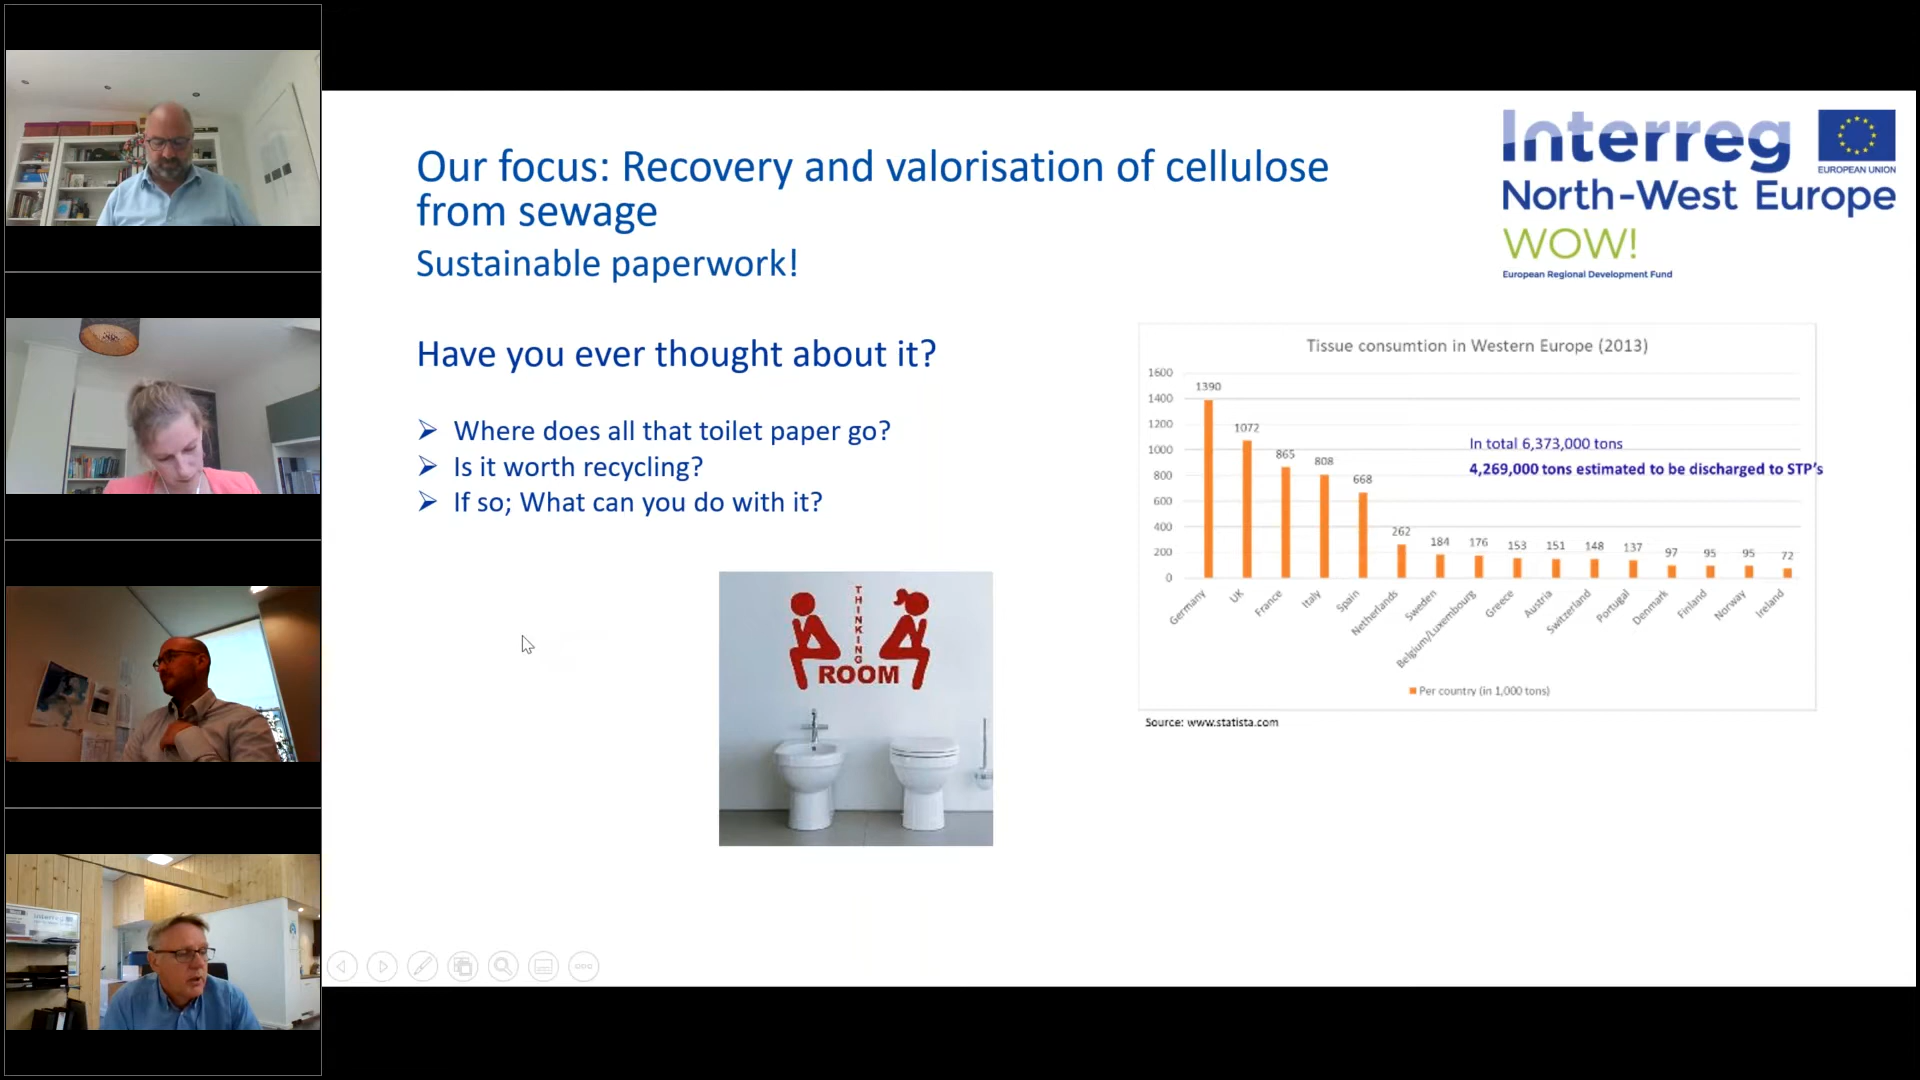 Our focus: Recovery and valorisation of cellulose
from sewage
Sustainable paperwork!
Interreg
EUROPEAN UNION
North-West Europe
WOW!
European Regional Development Fund
Have you ever thought about it?
Where does all that toilet paper go?
Is it worth recycling?
If so; What can you do with it?
THINKING
ROOM
Tissue consumtion in Western Europe (2013)
1600
1400
1200
1000
800
600
400
200
0
1390
1072
865
808
668
262
184
176
153
151
148
137
97
95
95
72
In total 6,373,000 tons
4,269,000 tons estimated to be discharged to STP's
Germany
UK
France
Italy
Spain
Netherlands
Sweden
Belgium/Luxembourg
Greece
Austria
Switzerland
Portugal
Denmark
Finland
Norway
Ireland
Per country (in 1,000 tons)
Source: www.statista.com